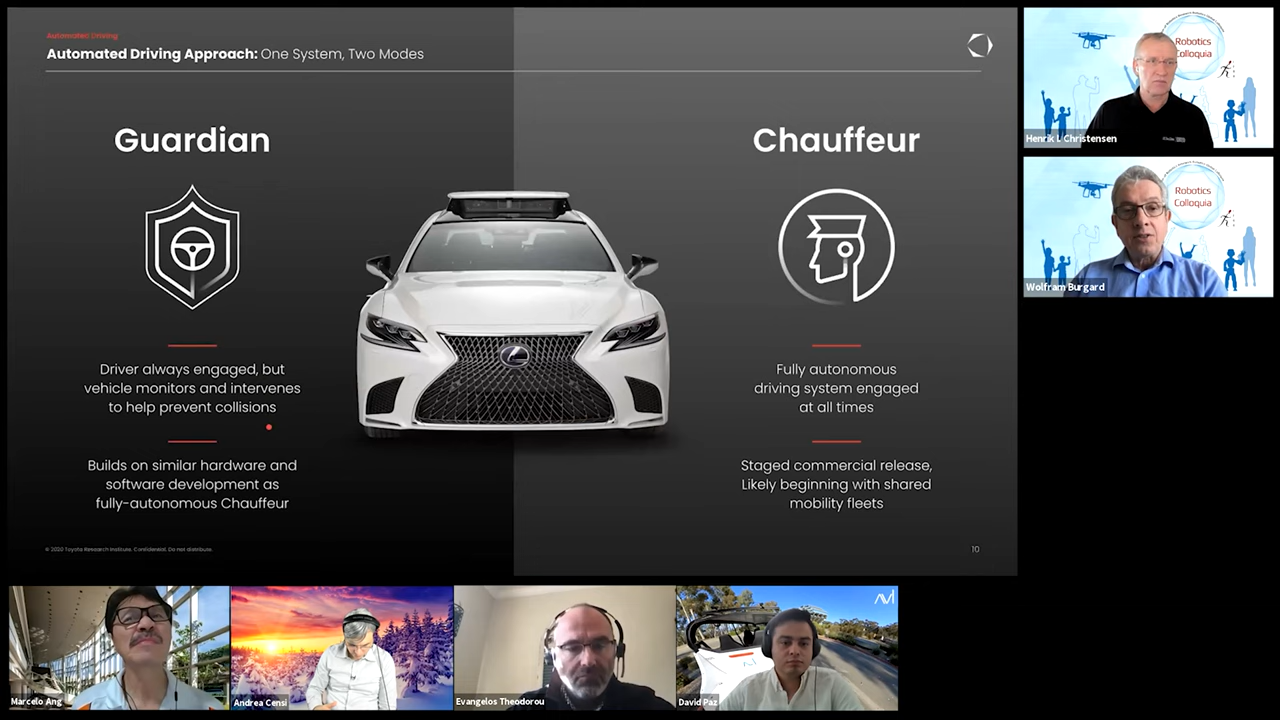 Automated Driving
Automated Driving Approach: One System, Two Modes
Guardian
Driver always engaged, but
vehicle monitors and intervenes
to help prevent collisions
Builds on similar hardware and
software development as
fully-autonomous Chauffeur
Chauffeur
Fully autonomous
driving system engaged
at all times
Staged commercial release,
Likely beginning with shared
mobility fleets
© 2020 Toyota Research Institute. Confidential. Do not distribute.
10
Robotics
Colloquia
Henrik I. Christensen
Robotics
Colloquia
Wolfram Burgard
Marcelo Ang
Andrea Censi
Evangelos Theodorou
David Paz